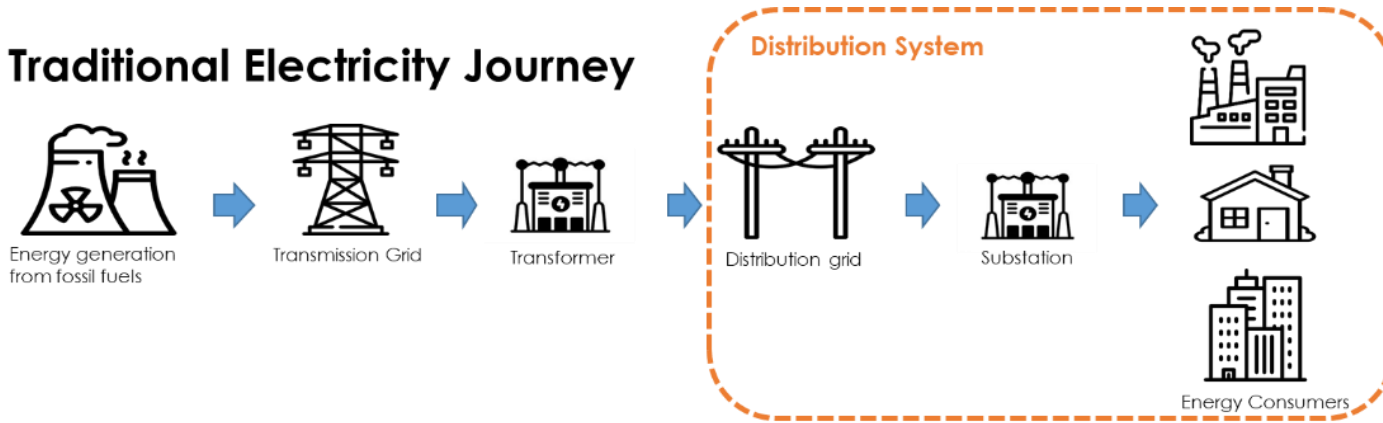 Traditional Electricity Journey
Distribution System
Energy generation
from fossil fuels
Transmission Grid
Transformer
Distribution grid
Substation
Energy Consumers